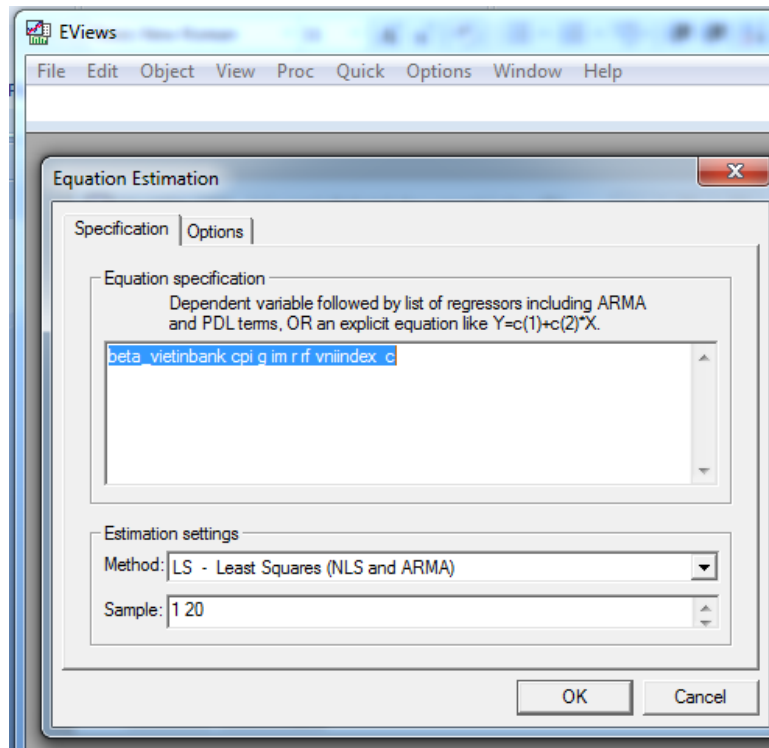 EViews
File Edit Object View Proc Quick Options Window Help
Equation Estimation
Specification Options
Equation specification
Dependent variable followed by list of regressors including ARMA
and PDL terms, OR an explicit equation like Y=c(1)+c(2)*X.
beta_vietinbank cpi g im r rf vniindex c
Estimation settings
Method: LS - Least Squares (NLS and ARMA)
Sample: 1 20
OK Cancel